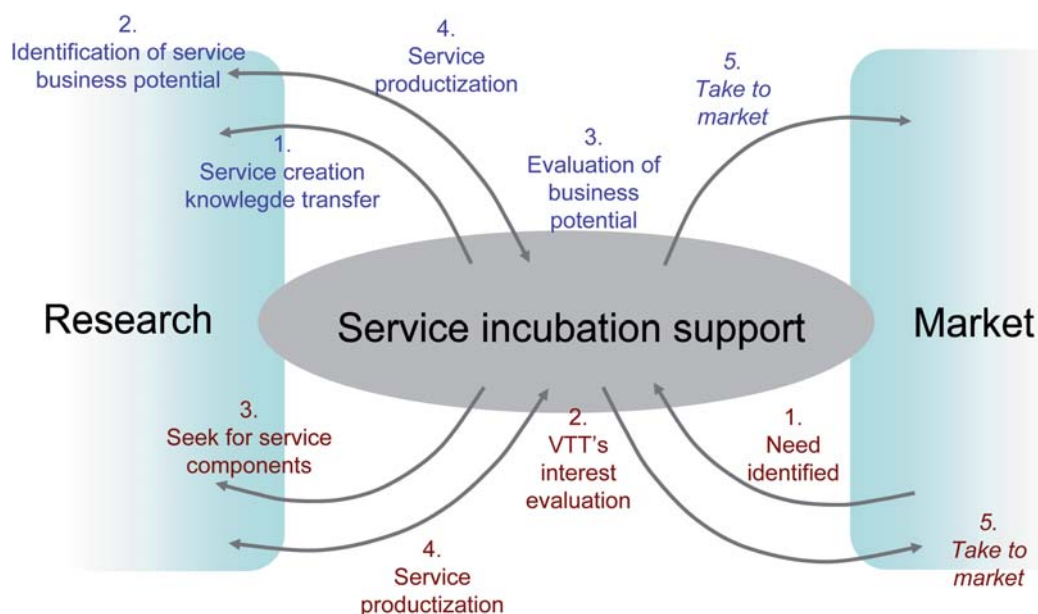 2.
Identification of service
business potential
4.
Service
productization
5.
Take to
market
1.
Service creation
knowlegde transfer
3.
Evaluation of
business
potential
Research
Service incubation support
Market
3.
Seek for service
components
2.
VTT's
interest
evaluation
1.
Need
identified
4.
Service
productization
5.
Take to
market